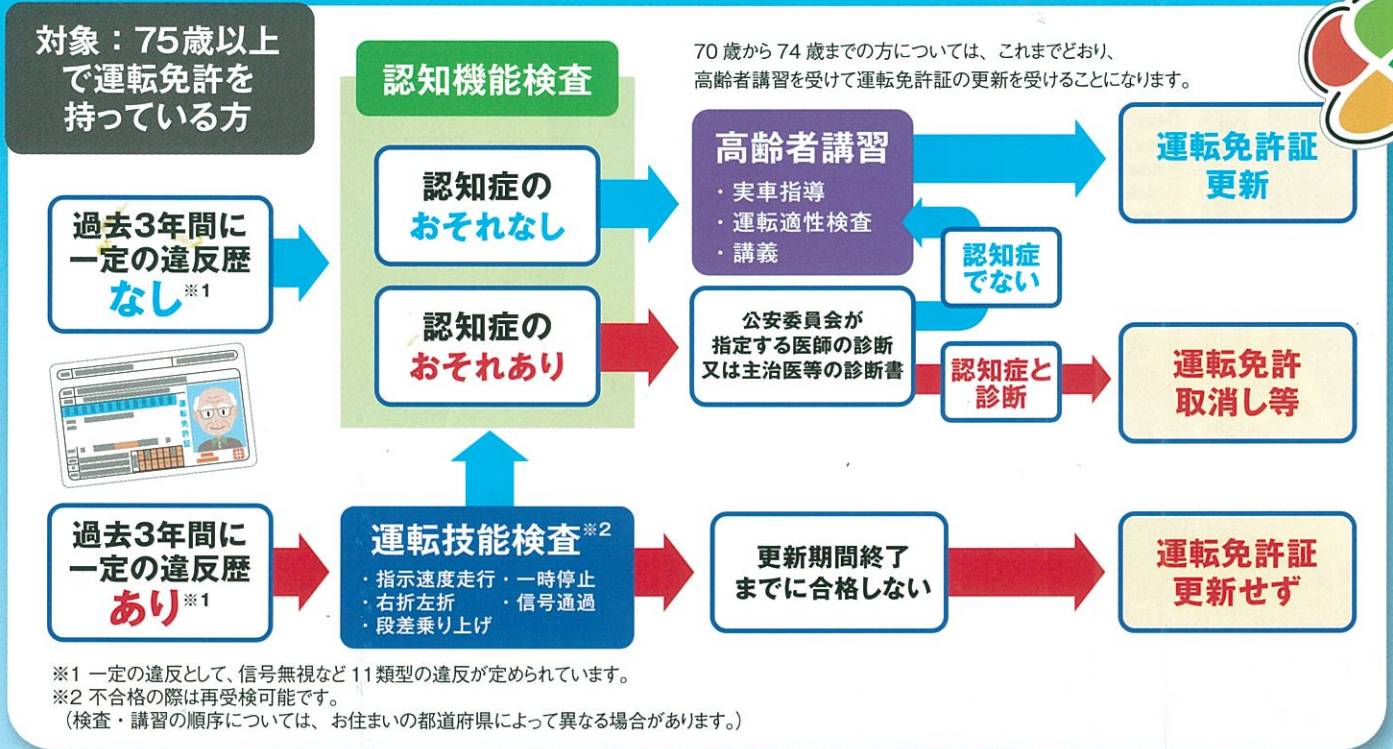 対象：75歳以上
で運転免許を
持っている方
認知機能検査
70歳から74歳までの方については、これまでどおり、
高齢者講習を受けて運転免許証の更新を受けることになります。
過去3年間に
一定の違反歴
なし※1
認知症の
おそれなし
高齢者講習
・実車指導
・運転適性検査
・講義
運転免許証
更新
認知症
でない
認知症の
おそれあり
公安委員会が
指定する医師の診断
又は主治医等の診断書
認知症と
診断
運転免許
取消し等
運転免許証
過去3年間に
一定の違反歴
あり※1
運転技能検査※2
・指示速度走行 ・一時停止
・右折左折 ・信号通過
・段差乗り上げ
更新期間終了
までに合格しない
運転免許証
更新せず
※1 一定の違反として、信号無視など11類型の違反が定められています。
※2 不合格の際は再受検可能です。
（検査・講習の順序については、お住まいの都道府県によって異なる場合があります。）